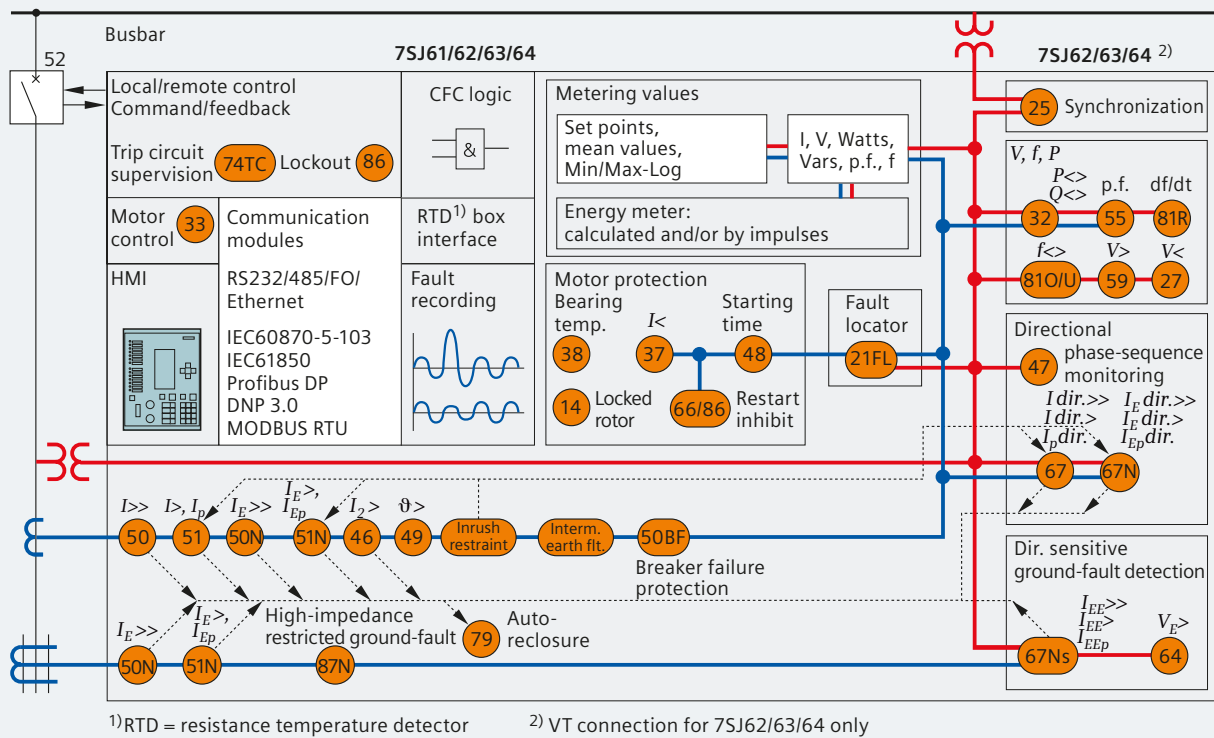 Busbar
7SJ61/62/63/64
7SJ62/63/64 2)
52
Local/remote control
Command/feedback
Trip circuit
supervision
74TC
Lockout
86
CFC logic
&
Metering values
Set points,
mean values,
Min/Max-Log
I, V, Watts,
Vars, p.f., f
Energy meter:
calculated and/or by impulses
25
Synchronization
V, f, P
P<>
Q<>
p.f.
df/dt
32
55
81R
f<>
V>
V<
81O/U
59
27
Motor
control
33
Communication
modules
RS232/485/FO/
Ethernet
IEC60870-5-103
IEC61850
Profibus DP
DNP 3.0
MODBUS RTU
RTD1) box
interface
HMI
Fault
recording
Motor protection
Bearing
temp.
I<
Starting
time
38
37
48
14
Locked
rotor
66/86
Restart
inhibit
Fault
locator
21FL
Directional
phase-sequence
monitoring
47
I dir.>>
I dir.>
Ip dir.
IE dir.>>
IE dir.>
IEp dir.
67
67N
I>>
I>, Ip
IE>>
IE>,
IEp
I2>
ϑ>
50
51
50N
51N
46
49
Inrush
restraint
Interm.
earth flt.
50BF
Breaker failure
protection
Dir. sensitive
ground-fault detection
IEE>>
IEE>
IEEp
VE>
67Ns
64
IE>>
IE>,
IEp
High-impedance
restricted ground-fault
50N
51N
87N
79
Auto-
reclosure
1)RTD = resistance temperature detector
2) VT connection for 7SJ62/63/64 only